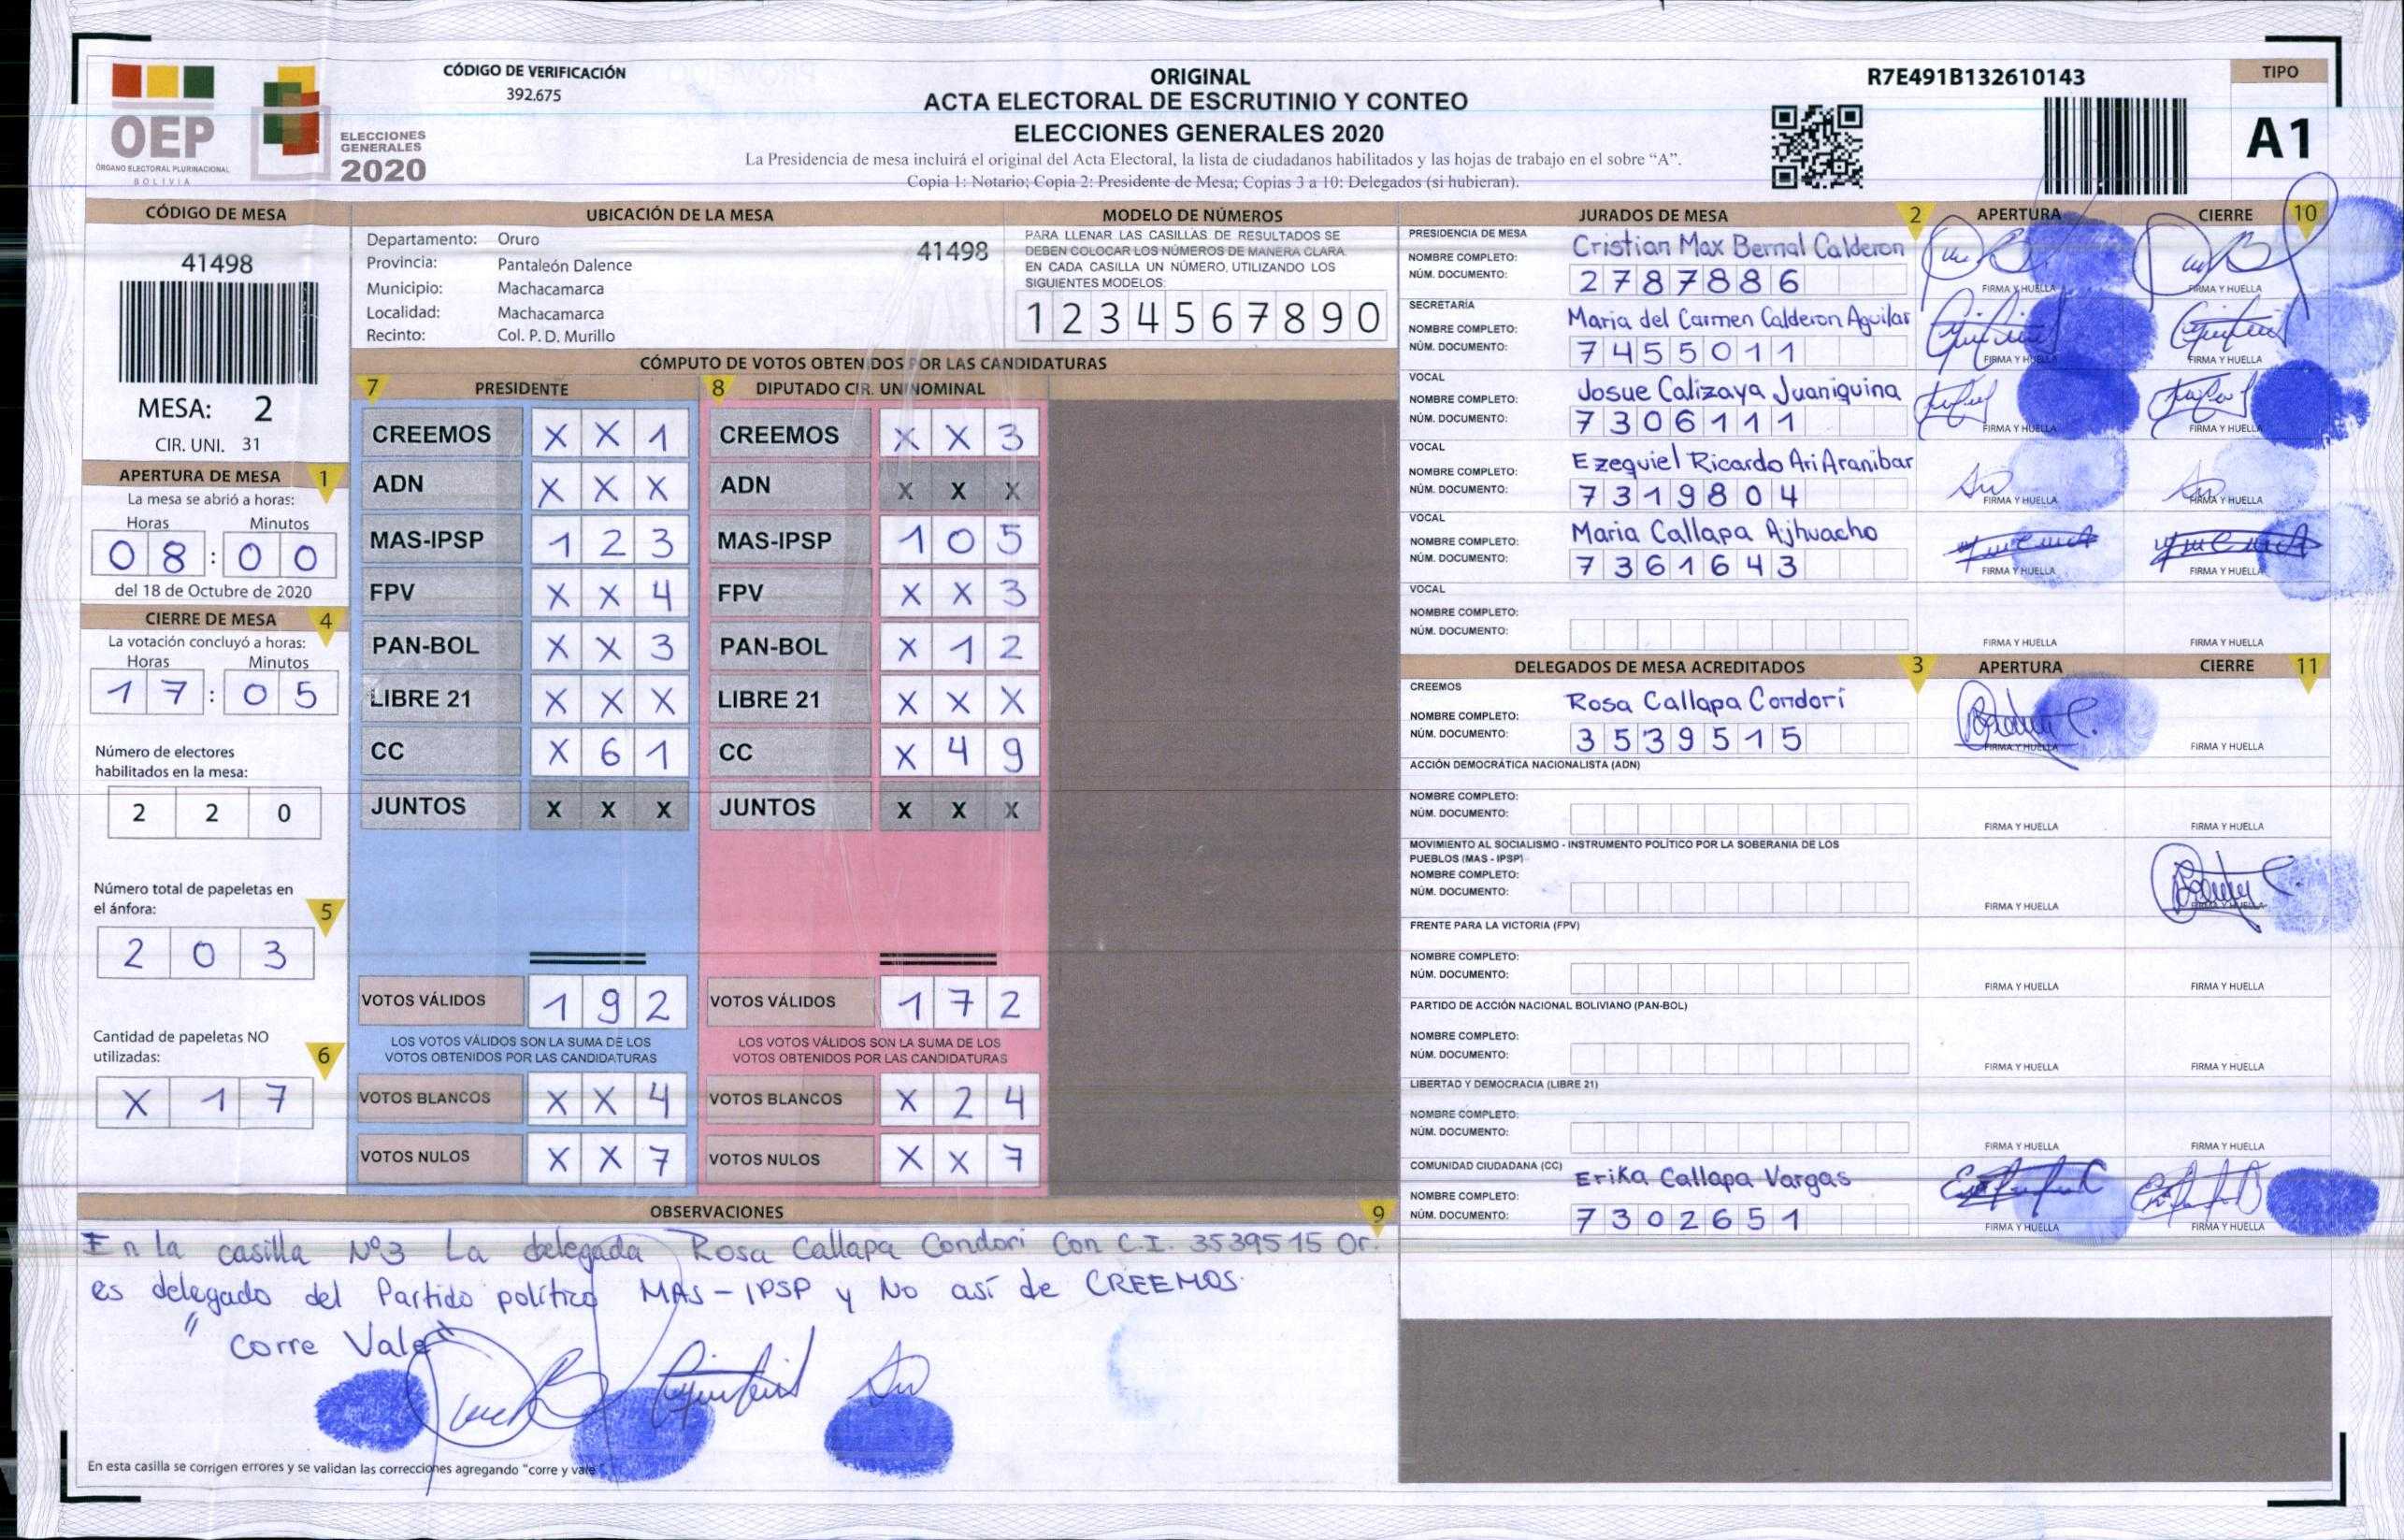 OEP
ÓRGANO ELECTORAL PLURINACIONAL
BOLIVIA
ELECCIONES
GENERALES
2020
CÓDIGO DE VERIFICACIÓN
392.675
ORIGINAL
ACTA ELECTORAL DE ESCRUTINIO Y CONTEO
ELECCIONES GENERALES 2020
La Presidencia de mesa incluirá el original del Acta Electoral, la lista de ciudadanos habilitados y las hojas de trabajo en el sobre “A”.
Copia 1: Notario; Copia 2: Presidente de Mesa; Copias 3 a 10: Delegados (si hubieran).
R7E491B132610143
TIPO
A1
CÓDIGO DE MESA
41498
MESA: 2
CIR. UNI. 31
APERTURA DE MESA 1
La mesa se abrió a horas:
Horas Minutos
0 8 : 0 0
del 18 de Octubre de 2020
CIERRE DE MESA 4
La votación concluyó a horas:
Horas Minutos
1 7 : 0 5
Número de electores
habilitados en la mesa:
2 2 0
Número total de papeletas en
el ánfora: 5
2 0 3
Cantidad de papeletas NO
utilizadas: 6
X 1 7
UBICACIÓN DE LA MESA
Departamento: Oruro 41498
Provincia: Pantaleón Dalence
Municipio: Machacamarca
Localidad: Machacamarca
Recinto: Col. P. D. Murillo
MODELO DE NÚMEROS
PARA LLENAR LAS CASILLAS DE RESULTADOS SE
DEBEN COLOCAR LOS NÚMEROS DE MANERA CLARA.
EN CADA CASILLA UN NÚMERO, UTILIZANDO LOS
SIGUIENTES MODELOS:
1 2 3 4 5 6 7 8 9 0
CÓMPUTO DE VOTOS OBTENIDOS POR LAS CANDIDATURAS
7 PRESIDENTE 8 DIPUTADO CIR. UNINOMINAL
CREEMOS X X 1 CREEMOS X X 3
ADN X X X ADN X X X
MAS-IPSP 1 2 3 MAS-IPSP 1 0 5
FPV X X 4 FPV X X 3
PAN-BOL X X 3 PAN-BOL X 1 2
LIBRE 21 X X X LIBRE 21 X X X
CC X 6 1 CC X 4 9
JUNTOS X X X JUNTOS X X X
VOTOS VÁLIDOS 1 9 2 VOTOS VÁLIDOS 1 7 2
LOS VOTOS VÁLIDOS SON LA SUMA DE LOS LOS VOTOS VÁLIDOS SON LA SUMA DE LOS
VOTOS OBTENIDOS POR LAS CANDIDATURAS VOTOS OBTENIDOS POR LAS CANDIDATURAS
VOTOS BLANCOS X X 4 VOTOS BLANCOS X 2 4
VOTOS NULOS X X 7 VOTOS NULOS X X 7
OBSERVACIONES 9
En la casilla Nº3 La delegada Rosa Callapa Condori Con C.I. 3539515 Or.
es delegado del Partido político MAS-IPSP y No así de CREEMOS.
" Corre Vale"
En esta casilla se corrigen errores y se validan las correcciones agregando “corre y vale”
JURADOS DE MESA 2 APERTURA CIERRE 10
PRESIDENCIA DE MESA
NOMBRE COMPLETO: Cristian Max Bernal Calderon
NÚM. DOCUMENTO: 2787886
FIRMA Y HUELLA FIRMA Y HUELLA
SECRETARÍA
NOMBRE COMPLETO: Maria del Carmen Calderon Aguilar
NÚM. DOCUMENTO: 7455011
FIRMA Y HUELLA FIRMA Y HUELLA
VOCAL
NOMBRE COMPLETO: Josue Calizaya Juaniquina
NÚM. DOCUMENTO: 7306111
FIRMA Y HUELLA FIRMA Y HUELLA
VOCAL
NOMBRE COMPLETO: Ezequiel Ricardo Ari Aranibar
NÚM. DOCUMENTO: 7319804
FIRMA Y HUELLA FIRMA Y HUELLA
VOCAL
NOMBRE COMPLETO: Maria Callapa Ajhuacho
NÚM. DOCUMENTO: 7361643
FIRMA Y HUELLA FIRMA Y HUELLA
VOCAL
NOMBRE COMPLETO:
NÚM. DOCUMENTO:
FIRMA Y HUELLA FIRMA Y HUELLA
DELEGADOS DE MESA ACREDITADOS 3 APERTURA CIERRE 11
CREEMOS
NOMBRE COMPLETO: Rosa Callapa Condori
NÚM. DOCUMENTO: 3539515
FIRMA Y HUELLA FIRMA Y HUELLA
ACCIÓN DEMOCRÁTICA NACIONALISTA (ADN)
NOMBRE COMPLETO:
NÚM. DOCUMENTO:
FIRMA Y HUELLA FIRMA Y HUELLA
MOVIMIENTO AL SOCIALISMO - INSTRUMENTO POLÍTICO POR LA SOBERANIA DE LOS
PUEBLOS (MAS - IPSP)
NOMBRE COMPLETO:
NÚM. DOCUMENTO:
FIRMA Y HUELLA FIRMA Y HUELLA
FRENTE PARA LA VICTORIA (FPV)
NOMBRE COMPLETO:
NÚM. DOCUMENTO:
FIRMA Y HUELLA FIRMA Y HUELLA
PARTIDO DE ACCIÓN NACIONAL BOLIVIANO (PAN-BOL)
NOMBRE COMPLETO:
NÚM. DOCUMENTO:
FIRMA Y HUELLA FIRMA Y HUELLA
LIBERTAD Y DEMOCRACIA (LIBRE 21)
NOMBRE COMPLETO:
NÚM. DOCUMENTO:
FIRMA Y HUELLA FIRMA Y HUELLA
COMUNIDAD CIUDADANA (CC)
NOMBRE COMPLETO: Erika Callapa Vargas
NÚM. DOCUMENTO: 7302651
FIRMA Y HUELLA FIRMA Y HUELLA